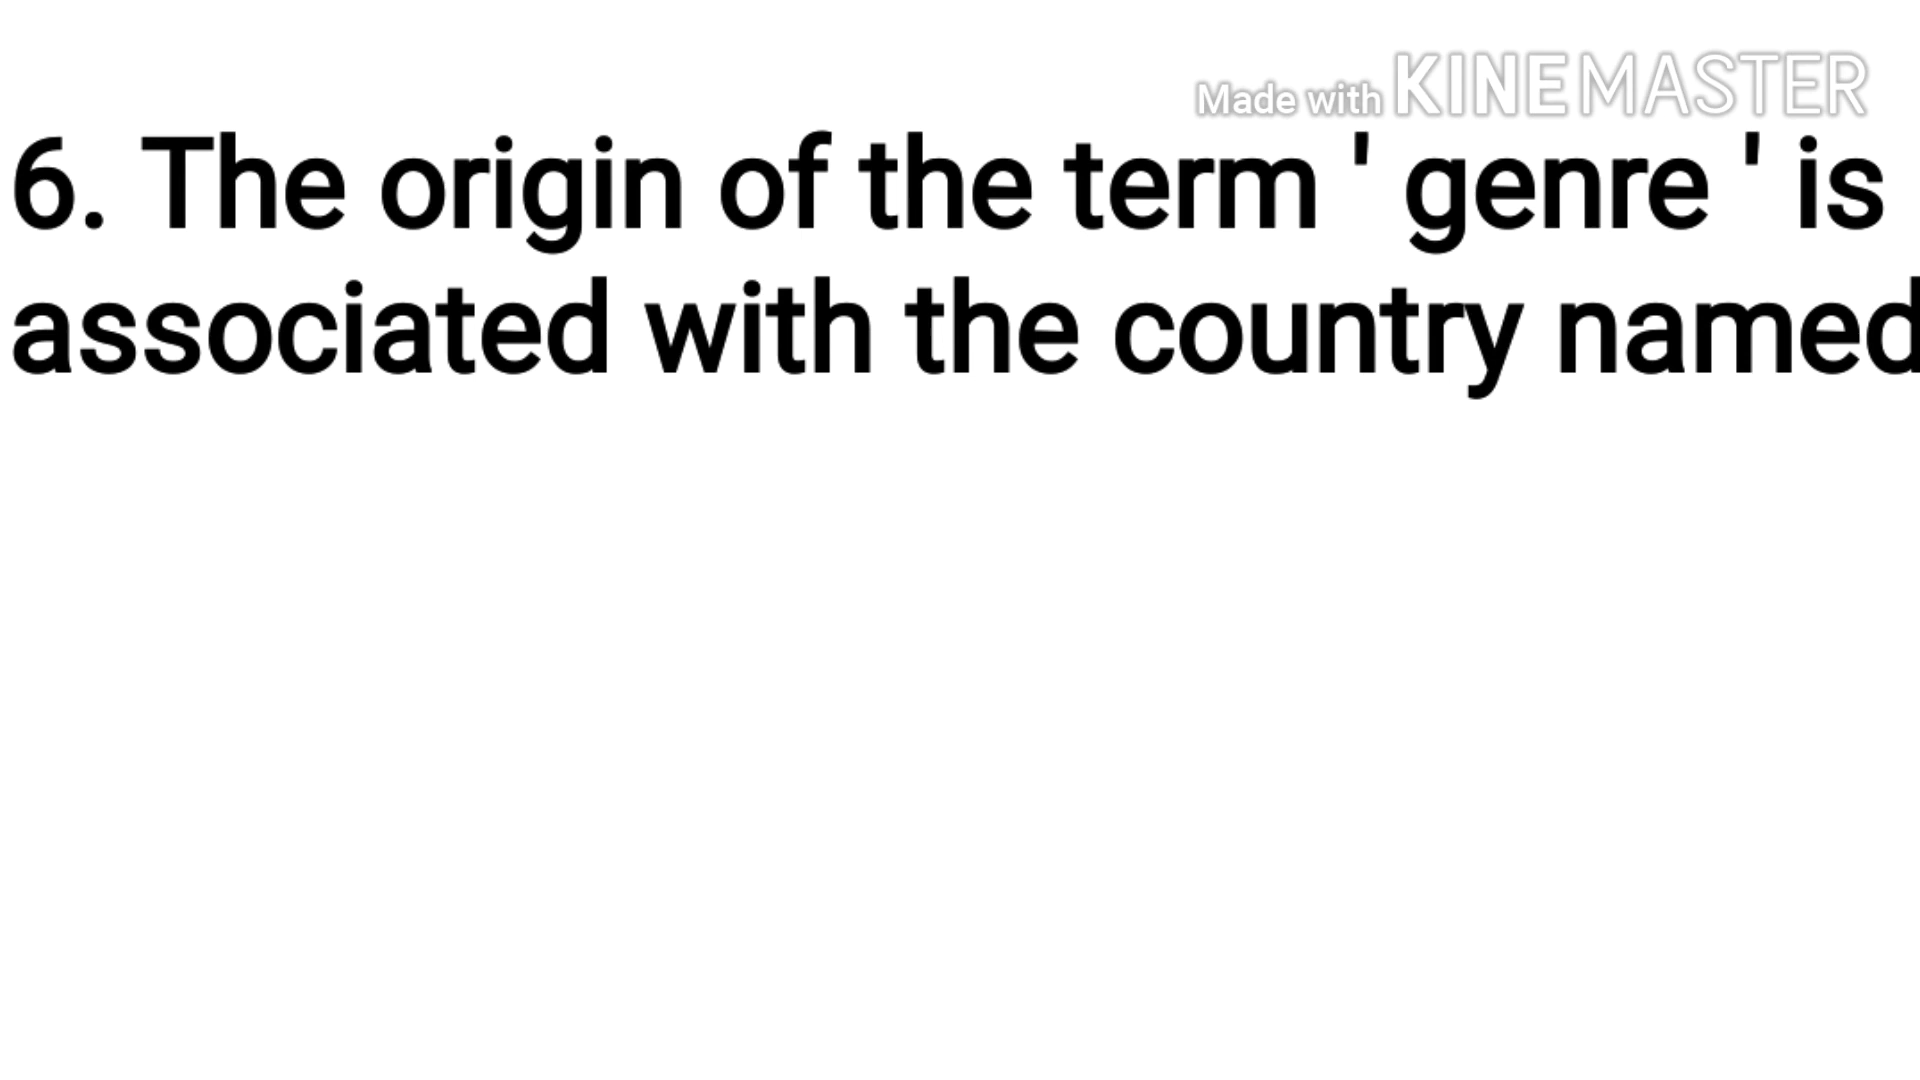 Made with KINEMASTER
6. The origin of the term ' genre ' is
associated with the country named